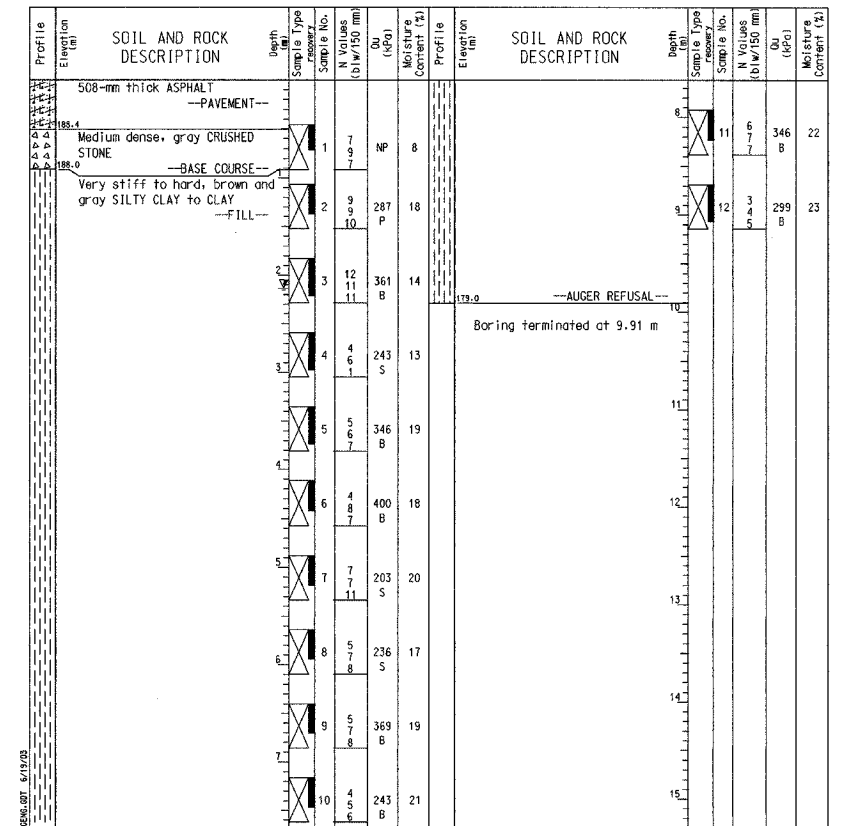 Profile
Elevation (m)
SOIL AND ROCK
DESCRIPTION
Depth (m)
Sample Type
recovery
Sample No.
N Values
(blw/150 mm)
Qu
(kPa)
Moisture
Content (%)
Profile
Elevation (m)
SOIL AND ROCK
DESCRIPTION
Depth (m)
Sample Type
recovery
Sample No.
N Values
(blw/150 mm)
Qu
(kPa)
Moisture
Content (%)
508-mm thick ASPHALT
--PAVEMENT--
188.4
Medium dense, gray CRUSHED
STONE
--BASE COURSE--
188.0
1
Very stiff to hard, brown and
gray SILTY CLAY to CLAY
--FILL--
1
7
9
7
NP
8
2
9
9
10
287
P
18
2
3
12
11
11
361
B
14
3
4
4
6
1
243
S
13
5
5
6
7
346
B
19
4
6
4
8
7
400
B
18
5
7
7
7
11
203
S
20
6
8
5
7
8
236
S
17
9
5
7
8
369
B
19
7
10
4
5
6
243
B
21
8
11
6
7
7
346
B
22
9
12
3
4
5
299
B
23
179.0
--AUGER REFUSAL--
10
Boring terminated at 9.91 m
11
12
13
14
15
GENG.GDT 6/19/03